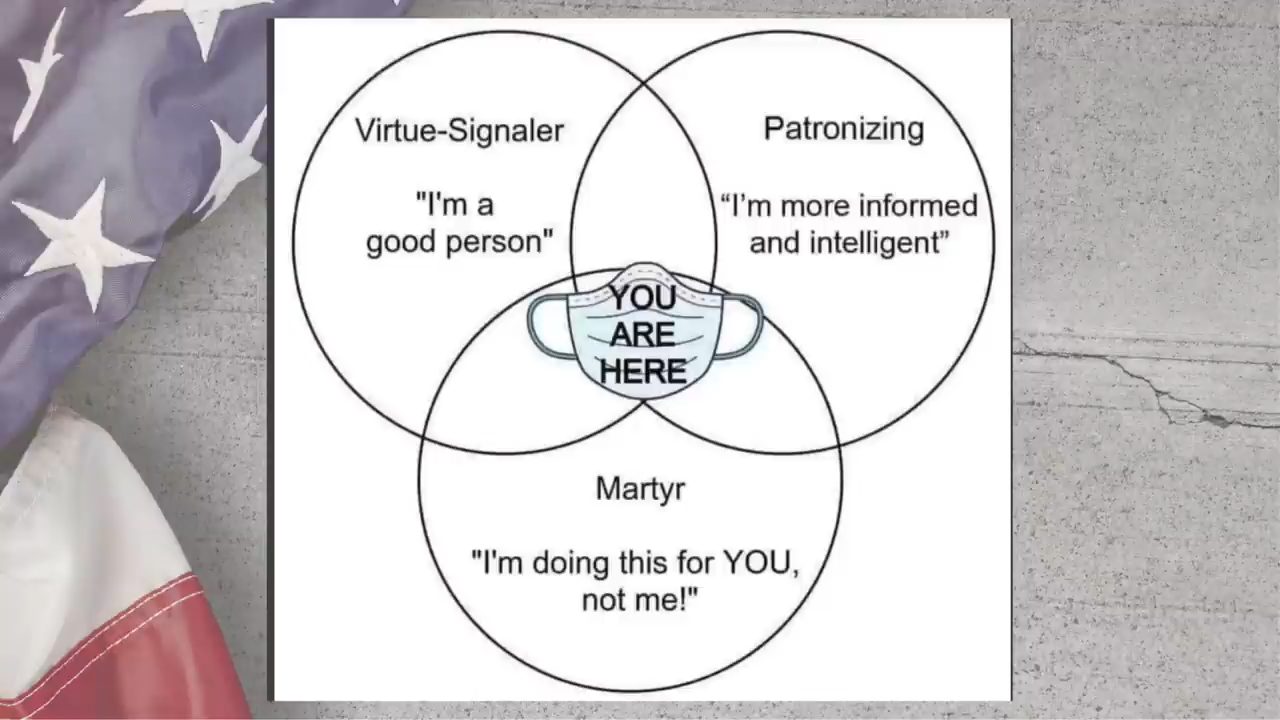 Virtue-Signaler
"I'm a
good person"
Patronizing
“I’m more informed
and intelligent”
YOU
ARE
HERE
Martyr
"I'm doing this for YOU,
not me!"